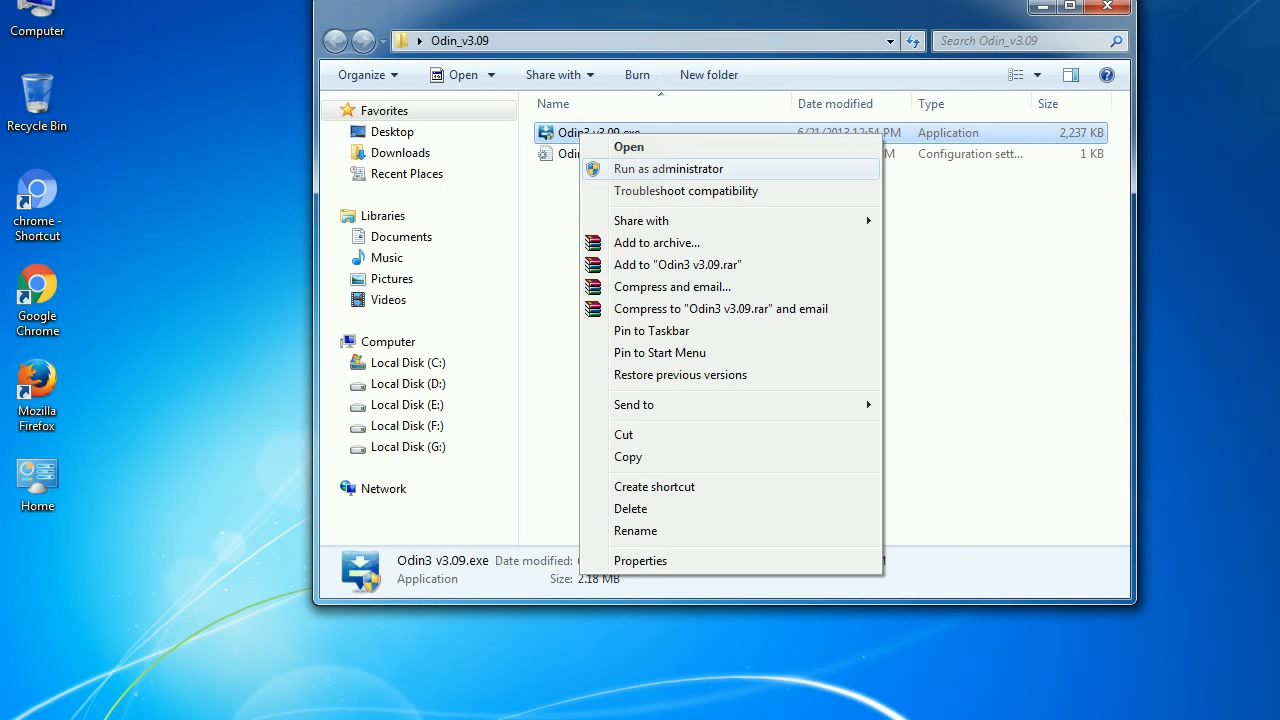 Computer
Recycle Bin
chrome -
Shortcut
Google
Chrome
Mozilla
Firefox
Home
Odin_v3.09
Search Odin_v3.09
Organize
Open
Share with
Burn
New folder
Name
Date modified
Type
Size
Favorites
Desktop
Downloads
Recent Places
Libraries
Documents
Music
Pictures
Videos
Computer
Local Disk (C:)
Local Disk (D:)
Local Disk (E:)
Local Disk (F:)
Local Disk (G:)
Network
Odin3 v3.09.exe 6/21/2013 12:54 PM Application 2,237 KB
Odin M Configuration sett... 1 KB
Open
Run as administrator
Troubleshoot compatibility
Share with
Add to archive...
Add to "Odin3 v3.09.rar"
Compress and email...
Compress to "Odin3 v3.09.rar" and email
Pin to Taskbar
Pin to Start Menu
Restore previous versions
Send to
Cut
Copy
Create shortcut
Delete
Rename
Properties
Odin3 v3.09.exe Date modified:
Application Size: 2.18 MB